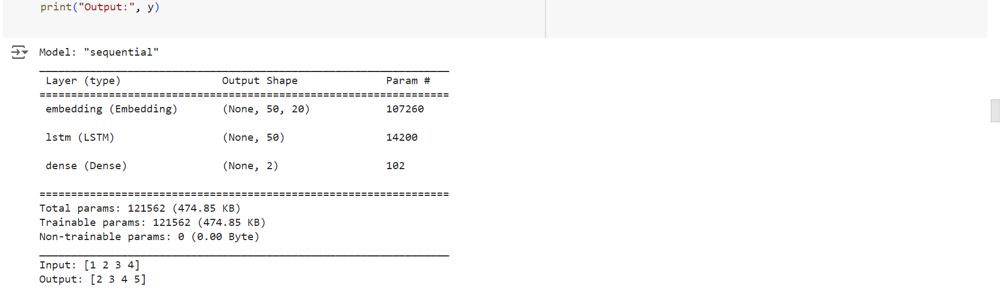 print("Output:", y)
Model: "sequential"
_________________________________________________________________
Layer (type) Output Shape Param #
=================================================================
embedding (Embedding) (None, 50, 20) 107260
lstm (LSTM) (None, 50) 14200
dense (Dense) (None, 2) 102
=================================================================
Total params: 121562 (474.85 KB)
Trainable params: 121562 (474.85 KB)
Non-trainable params: 0 (0.00 Byte)
_________________________________________________________________
Input: [1 2 3 4]
Output: [2 3 4 5]